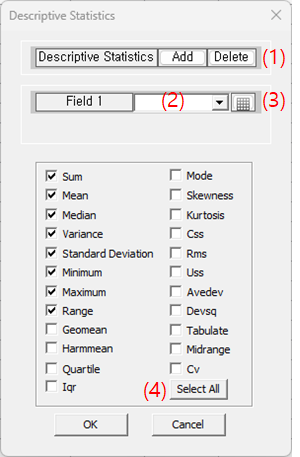 Descriptive Statistics
Descriptive Statistics Add Delete (1)
Field 1 (2) (3)
Sum Mode
Mean Skewness
Median Kurtosis
Variance Css
Standard Deviation Rms
Minimum Uss
Maximum Avedev
Range Devsq
Geomean Tabulate
Harmmean Midrange
Quartile Cv
Iqr (4) Select All
OK Cancel